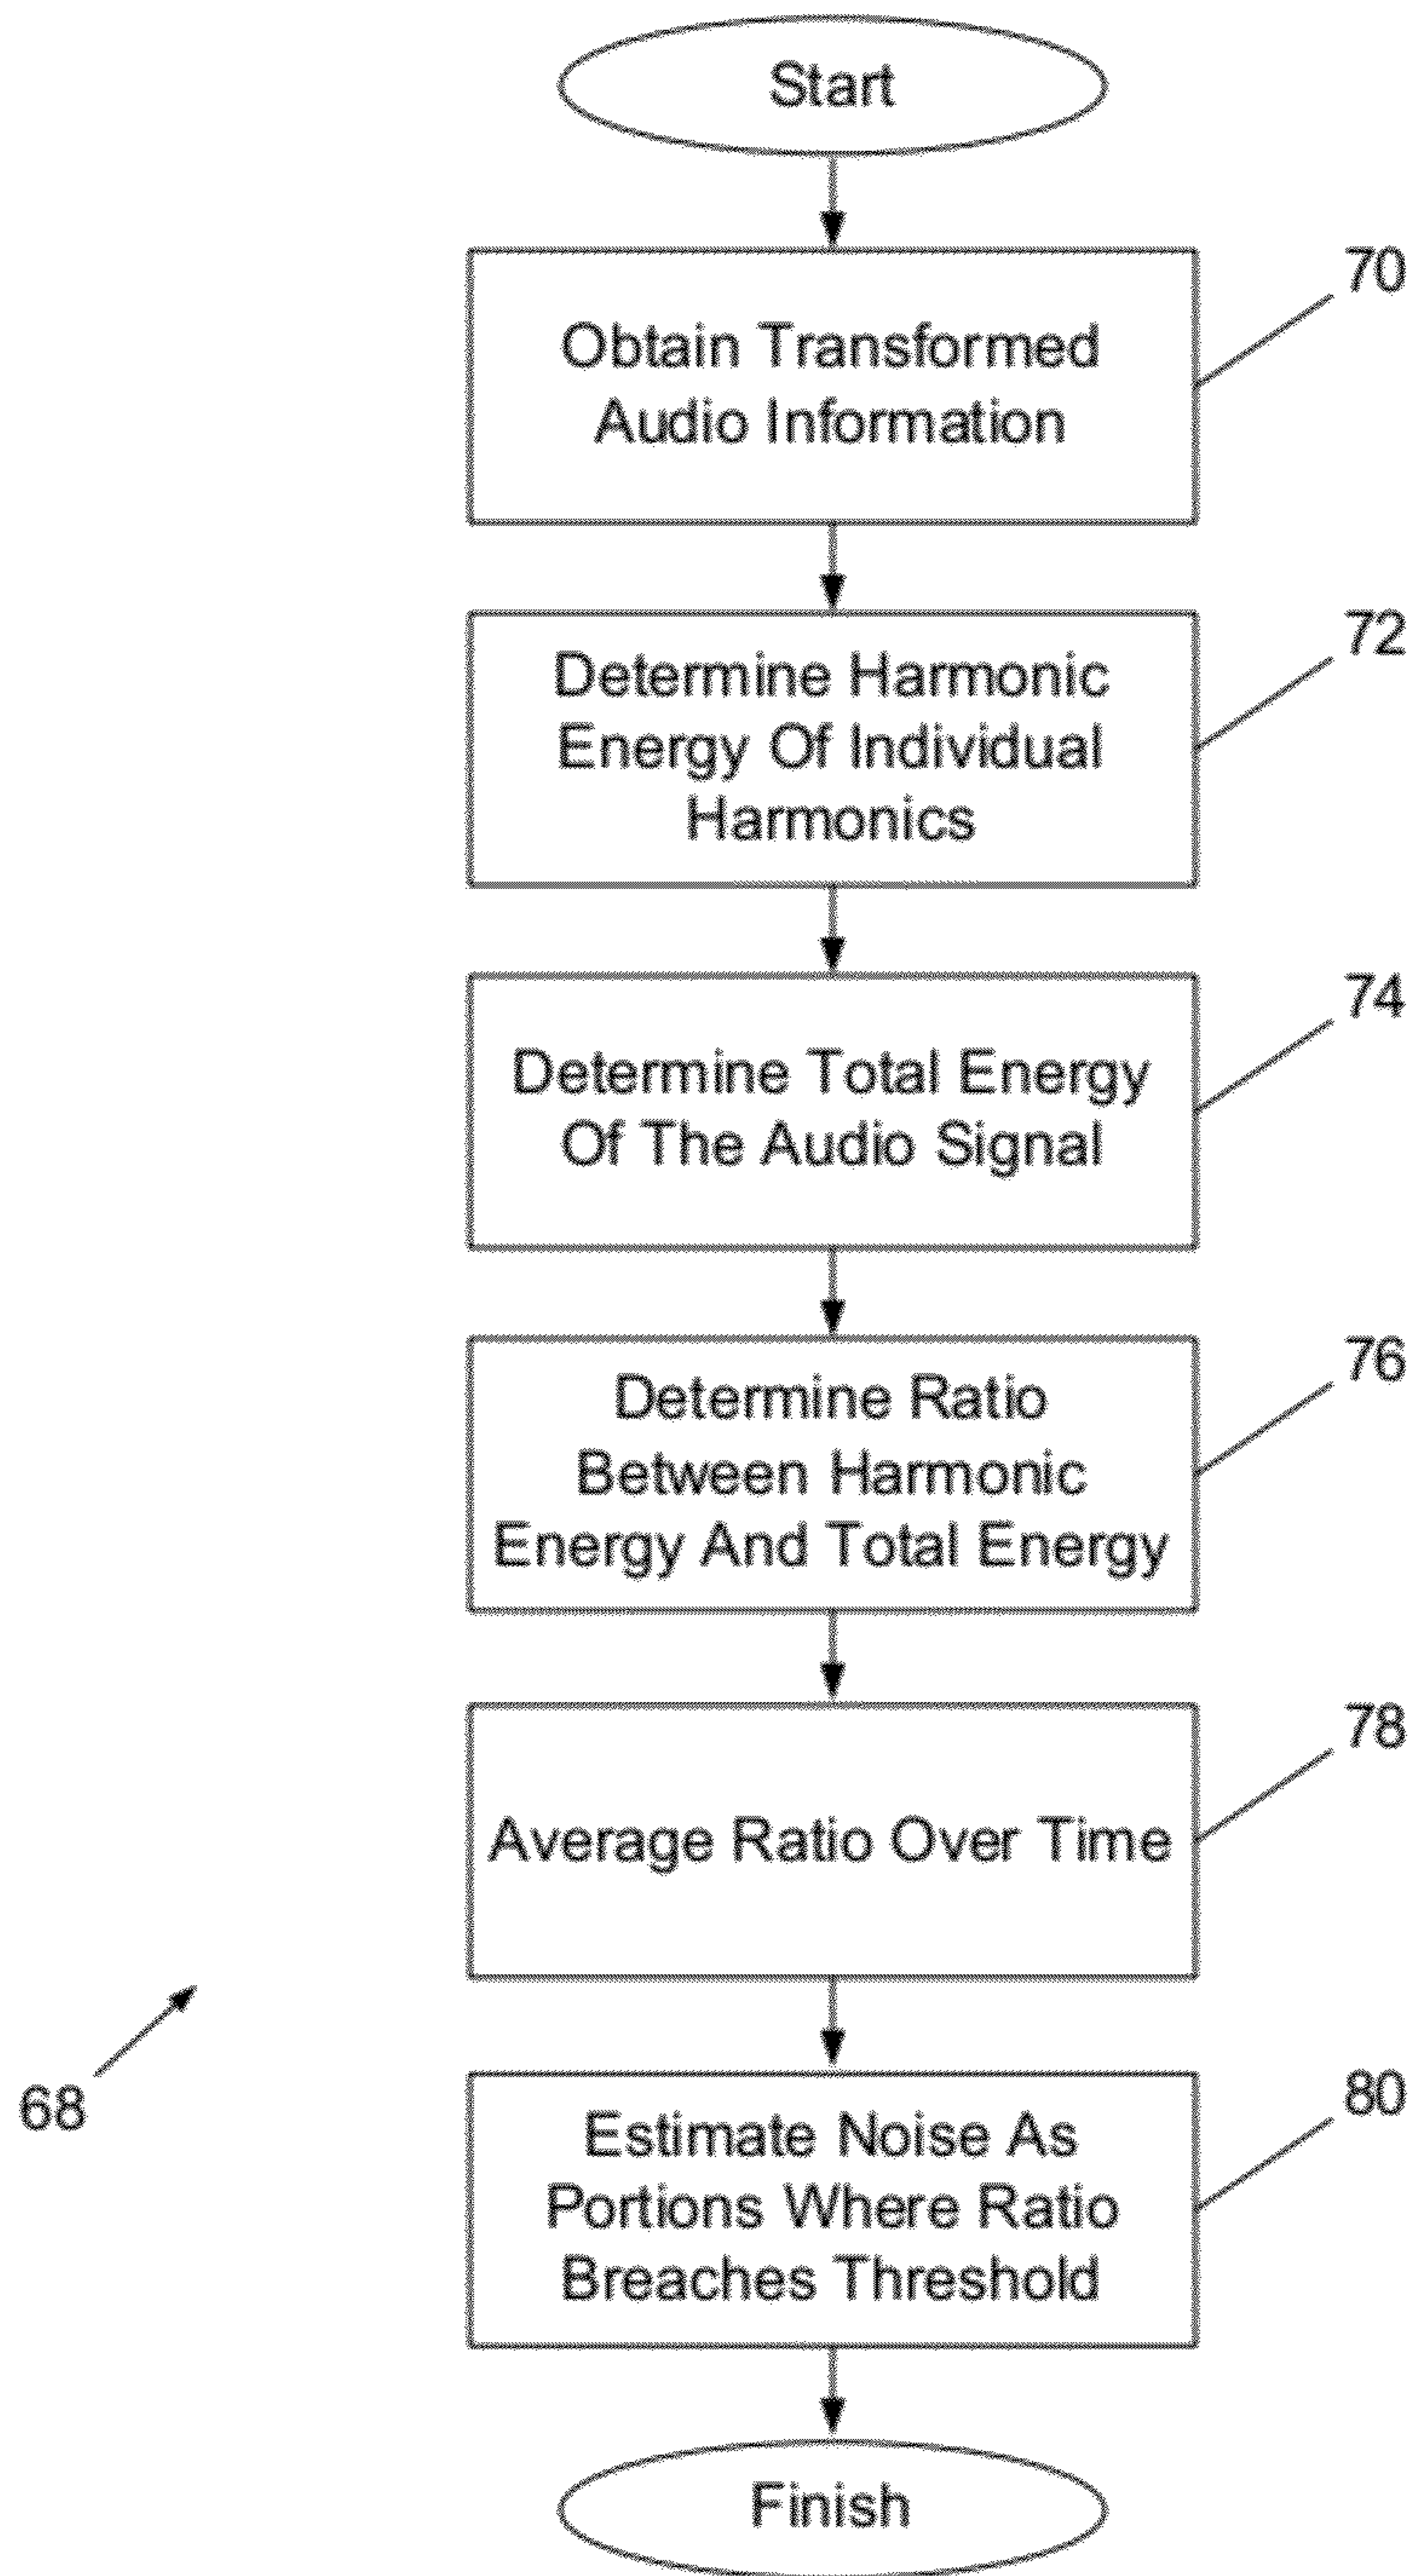 Start
70
Obtain Transformed
Audio Information
72
Determine Harmonic
Energy Of Individual
Harmonics
74
Determine Total Energy
Of The Audio Signal
76
Determine Ratio
Between Harmonic
Energy And Total Energy
78
Average Ratio Over Time
68
80
Estimate Noise As
Portions Where Ratio
Breaches Threshold
Finish